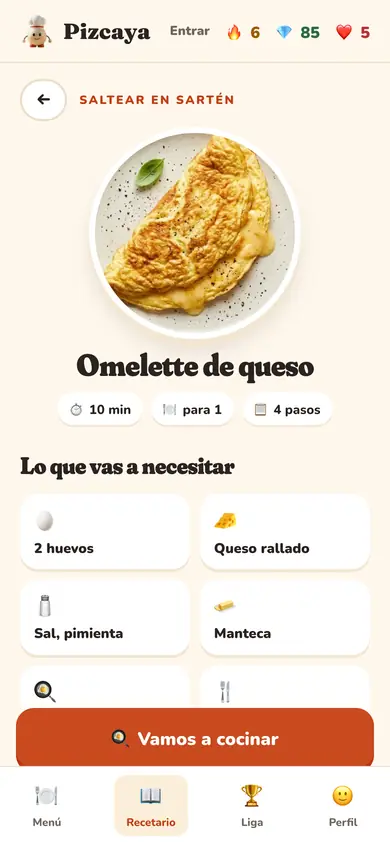 Pizcaya
Entrar
6
85
5
SALTEAR EN SARTÉN
Omelette de queso
10 min
para 1
4 pasos
Lo que vas a necesitar
2 huevos
Queso rallado
Sal, pimienta
Manteca
Vamos a cocinar
Menú
Recetario
Liga
Perfil